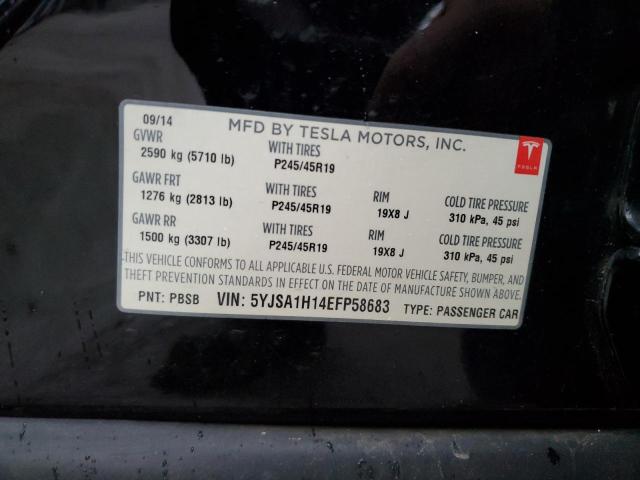 09/14 MFD BY TESLA MOTORS, INC.
GVWR WITH TIRES
2590 kg (5710 lb) P245/45R19
TESLA
GAWR FRT WITH TIRES RIM COLD TIRE PRESSURE
1276 kg (2813 lb) P245/45R19 19X8 J 310 kPa, 45 psi
GAWR RR WITH TIRES RIM COLD TIRE PRESSURE
1500 kg (3307 lb) P245/45R19 19X8 J 310 kPa, 45 psi
THIS VEHICLE CONFORMS TO ALL APPLICABLE U.S. FEDERAL MOTOR VEHICLE SAFETY, BUMPER, AND
THEFT PREVENTION STANDARDS IN EFFECT ON THE DATE OF MANUFACTURE SHOWN ABOVE.
PNT: PBSB VIN: 5YJSA1H14EFP58683 TYPE: PASSENGER CAR